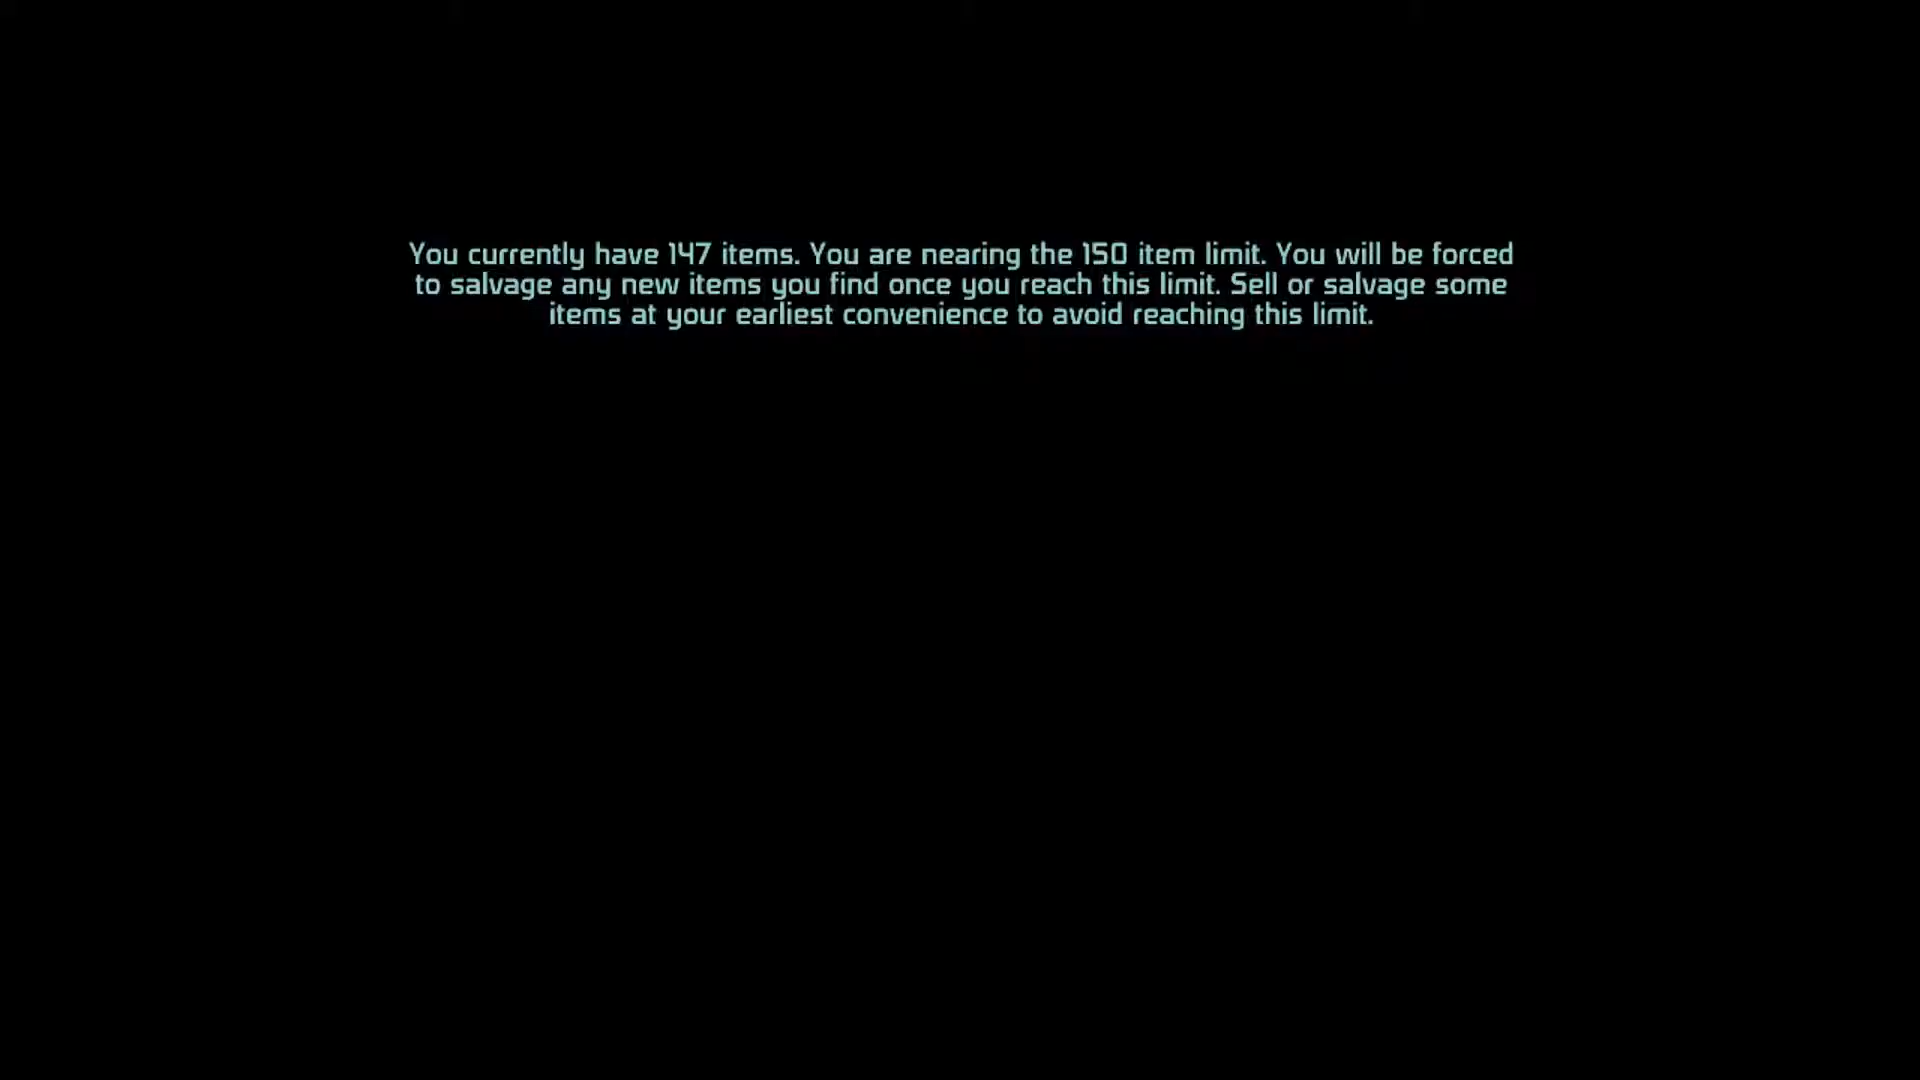 You currently have 147 items. You are nearing the 150 item limit. You will be forced
to salvage any new items you find once you reach this limit. Sell or salvage some
items at your earliest convenience to avoid reaching this limit.